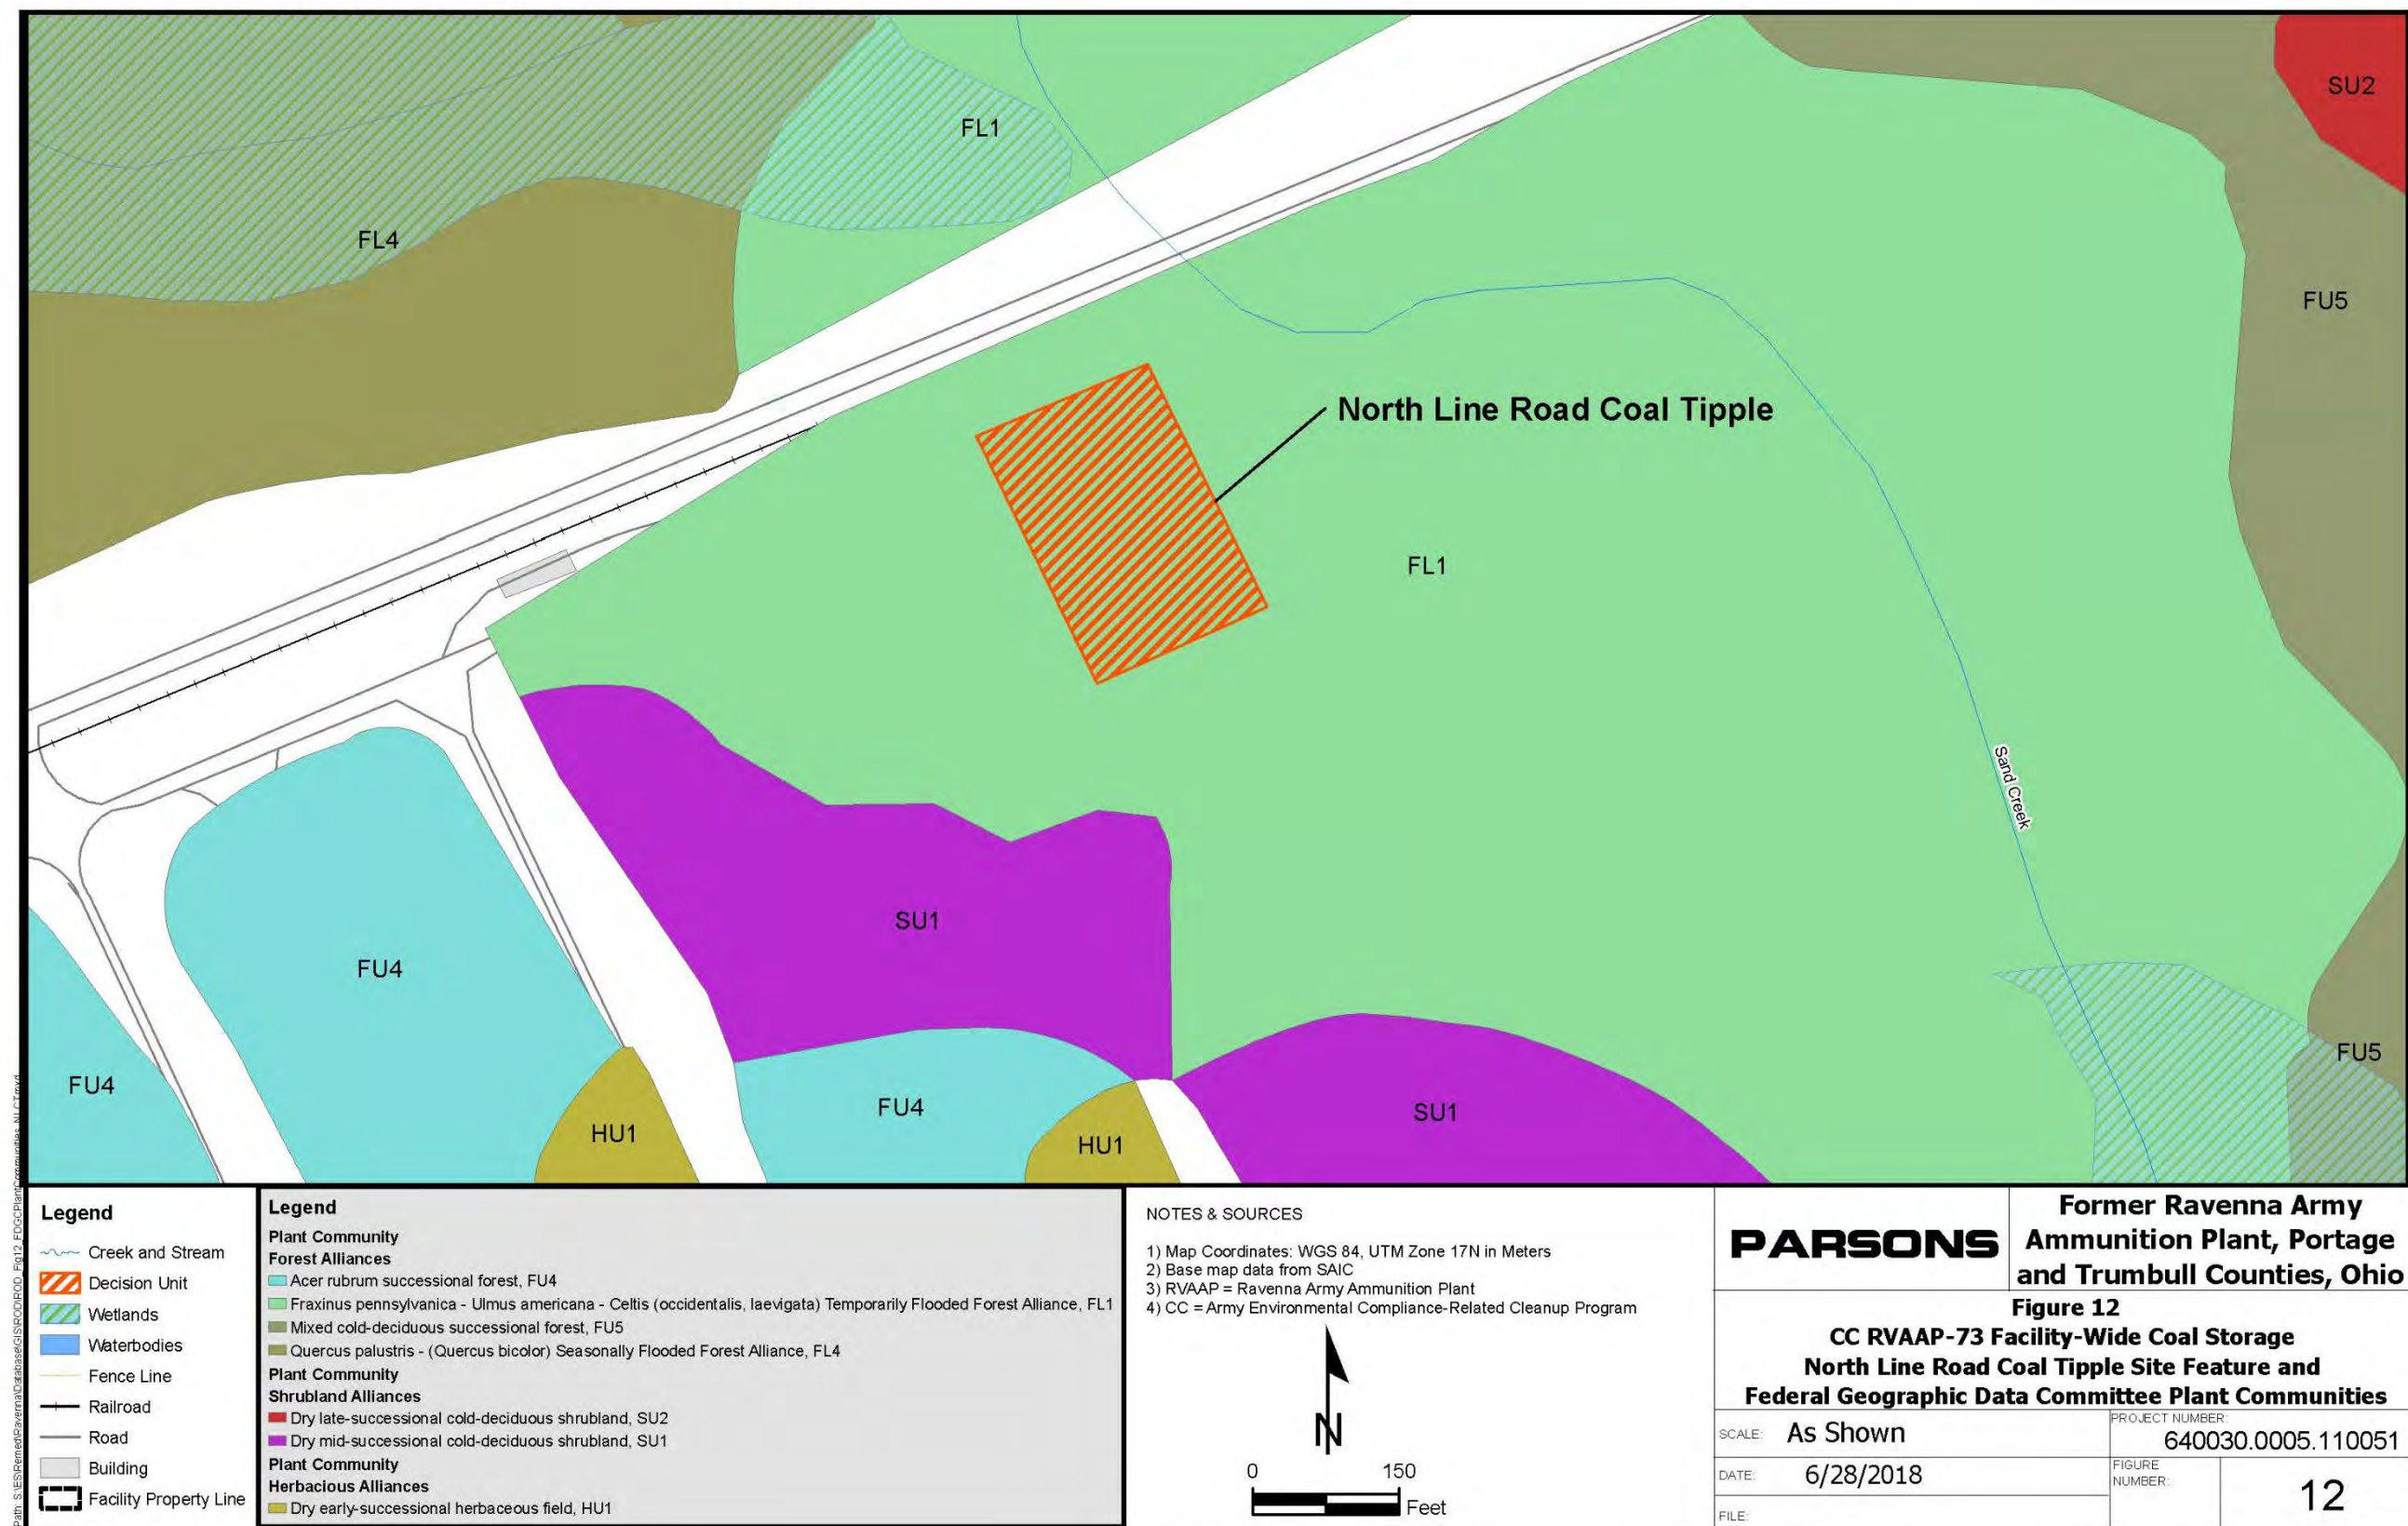 SU2
FL1
FL4
FU5
North Line Road Coal Tipple
FL1
Sand Creek
SU1
FU4
FU4
FU4
SU1
FU5
HU1
HU1
Legend
Creek and Stream
Decision Unit
Wetlands
Waterbodies
Fence Line
Railroad
Road
Building
Facility Property Line
Legend
Plant Community
Forest Alliances
Acer rubrum successional forest, FU4
Fraxinus pennsylvanica - Ulmus americana - Celtis (occidentalis, laevigata) Temporarily Flooded Forest Alliance, FL1
Mixed cold-deciduous successional forest, FU5
Quercus palustris - (Quercus bicolor) Seasonally Flooded Forest Alliance, FL4
Plant Community
Shrubland Alliances
Dry late-successional cold-deciduous shrubland, SU2
Dry mid-successional cold-deciduous shrubland, SU1
Plant Community
Herbacious Alliances
Dry early-successional herbaceous field, HU1
NOTES & SOURCES
1) Map Coordinates: WGS 84, UTM Zone 17N in Meters
2) Base map data from SAIC
3) RVAAP = Ravenna Army Ammunition Plant
4) CC = Army Environmental Compliance-Related Cleanup Program
N
0 150
Feet
PARSONS
Former Ravenna Army
Ammunition Plant, Portage
and Trumbull Counties, Ohio
Figure 12
CC RVAAP-73 Facility-Wide Coal Storage
North Line Road Coal Tipple Site Feature and
Federal Geographic Data Committee Plant Communities
SCALE: As Shown
PROJECT NUMBER:
640030.0005.110051
DATE: 6/28/2018
FIGURE
NUMBER:
12
FILE: